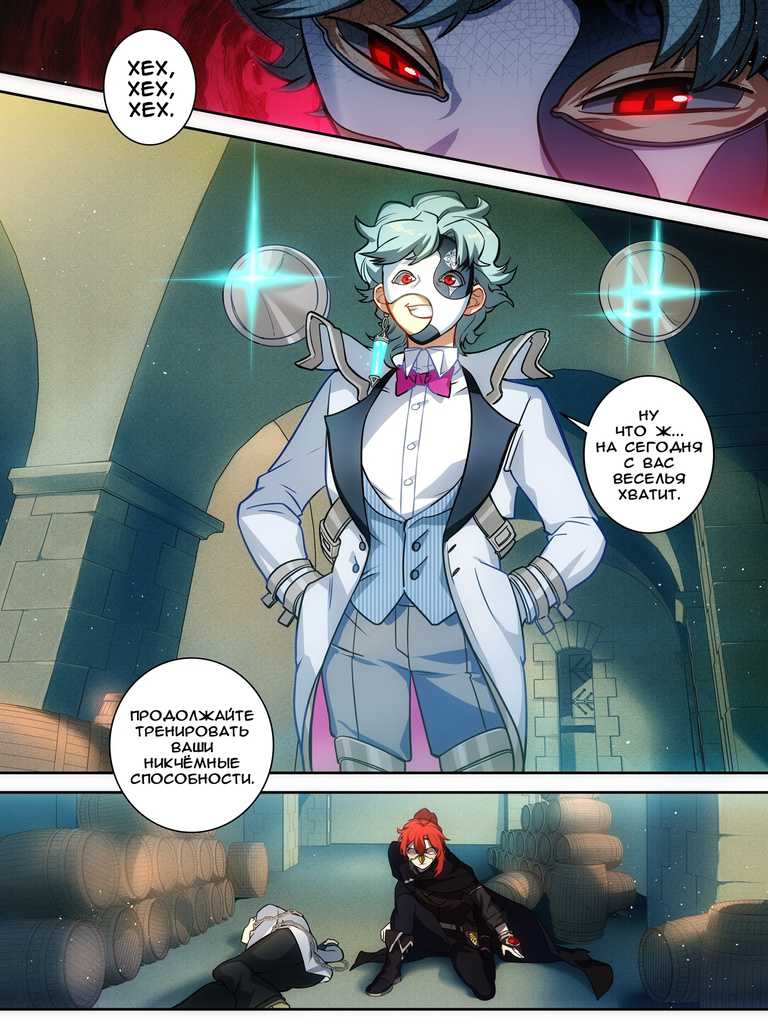 ХЕХ,
ХЕХ,
ХЕХ.
НУ
ЧТО Ж...
НА СЕГОДНЯ
С ВАС
ВЕСЕЛЬЯ
ХВАТИТ.
ПРОДОЛЖАЙТЕ
ТРЕНИРОВАТЬ
ВАШИ
НИКЧЁМНЫЕ
СПОСОБНОСТИ.